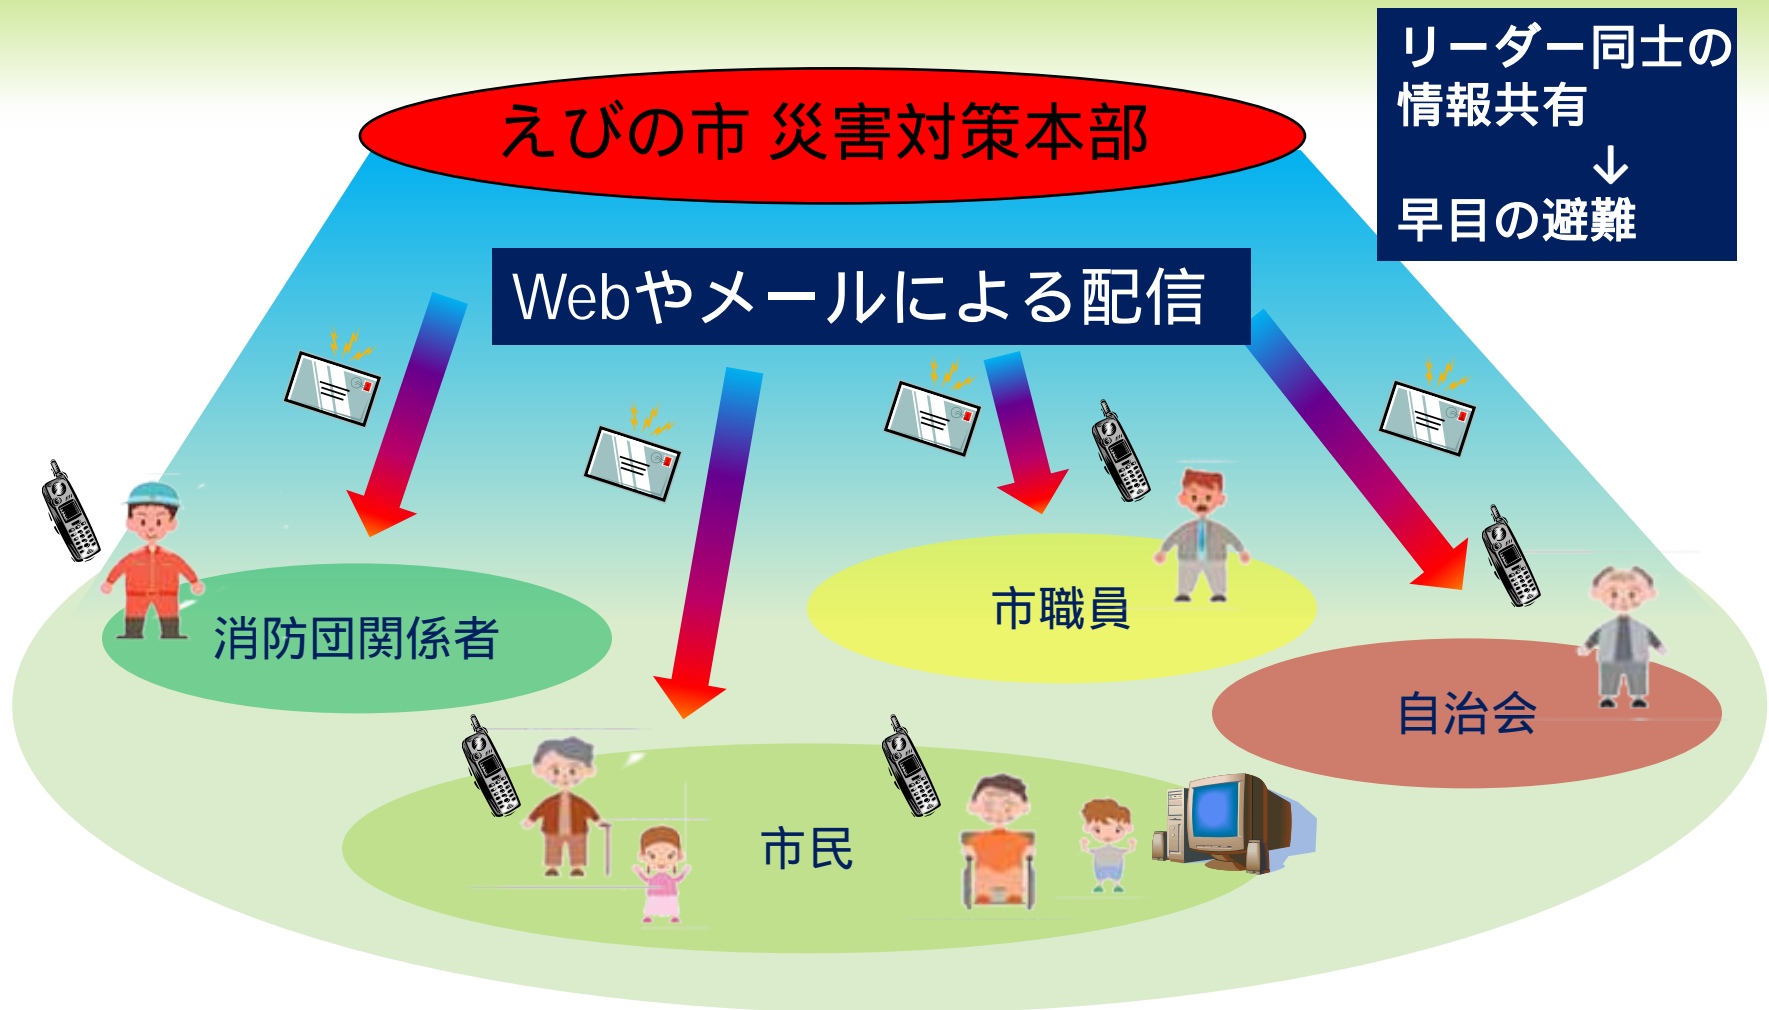 リーダー同士の
情報共有
↓
早目の避難
えびの市 災害対策本部
Webやメールによる配信
消防団関係者
市職員
自治会
市民